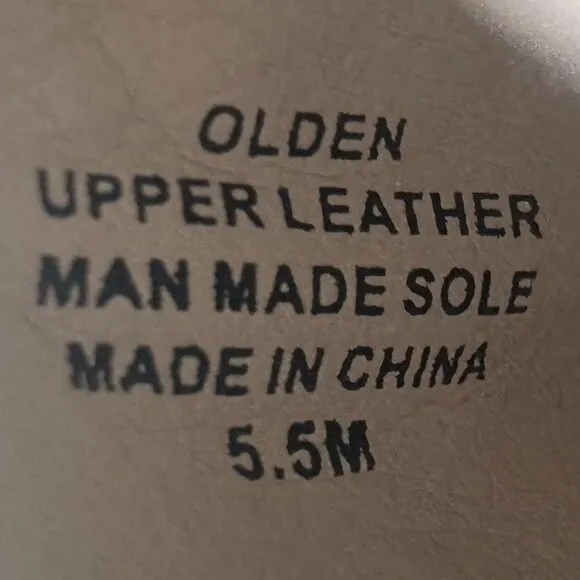 OLDEN
UPPER LEATHER
MAN MADE SOLE
MADE IN CHINA
5.5M